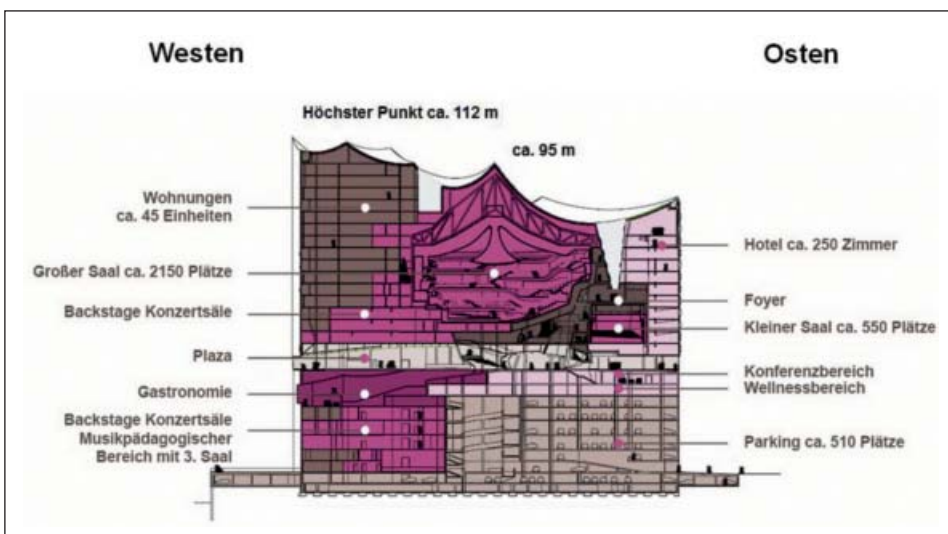 Westen
Osten
Höchster Punkt ca. 112 m
ca. 95 m
Wohnungen
ca. 45 Einheiten
Großer Saal ca. 2150 Plätze
Backstage Konzertsäle
Plaza
Gastronomie
Backstage Konzertsäle
Musikpädagogischer
Bereich mit 3. Saal
Hotel ca. 250 Zimmer
Foyer
Kleiner Saal ca. 550 Plätze
Konferenzbereich
Wellnessbereich
Parking ca. 510 Plätze